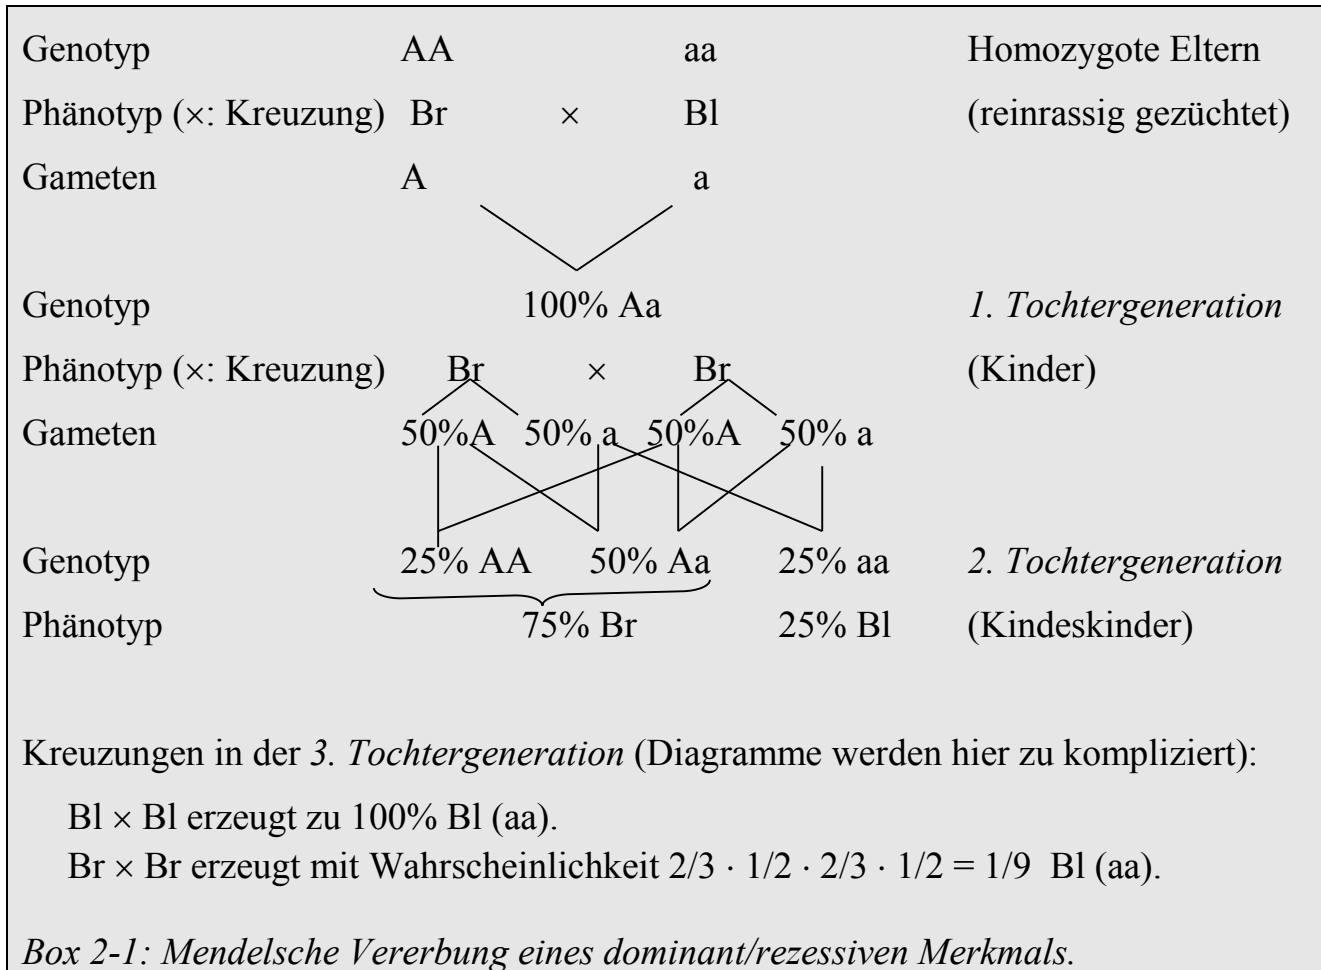 Genotyp AA aa Homozygote Eltern
Phänotyp (×: Kreuzung) Br × Bl (reinrassig gezüchtet)
Gameten A a
Genotyp 100% Aa 1. Tochtergeneration
Phänotyp (×: Kreuzung) Br × Br (Kinder)
Gameten 50%A 50% a 50%A 50% a
Genotyp 25% AA 50% Aa 25% aa 2. Tochtergeneration
Phänotyp 75% Br 25% Bl (Kindeskinder)
Kreuzungen in der 3. Tochtergeneration (Diagramme werden hier zu kompliziert):
Bl × Bl erzeugt zu 100% Bl (aa).
Br × Br erzeugt mit Wahrscheinlichkeit 2/3 · 1/2 · 2/3 · 1/2 = 1/9 Bl (aa).
Box 2-1: Mendelsche Vererbung eines dominant/rezessiven Merkmals.